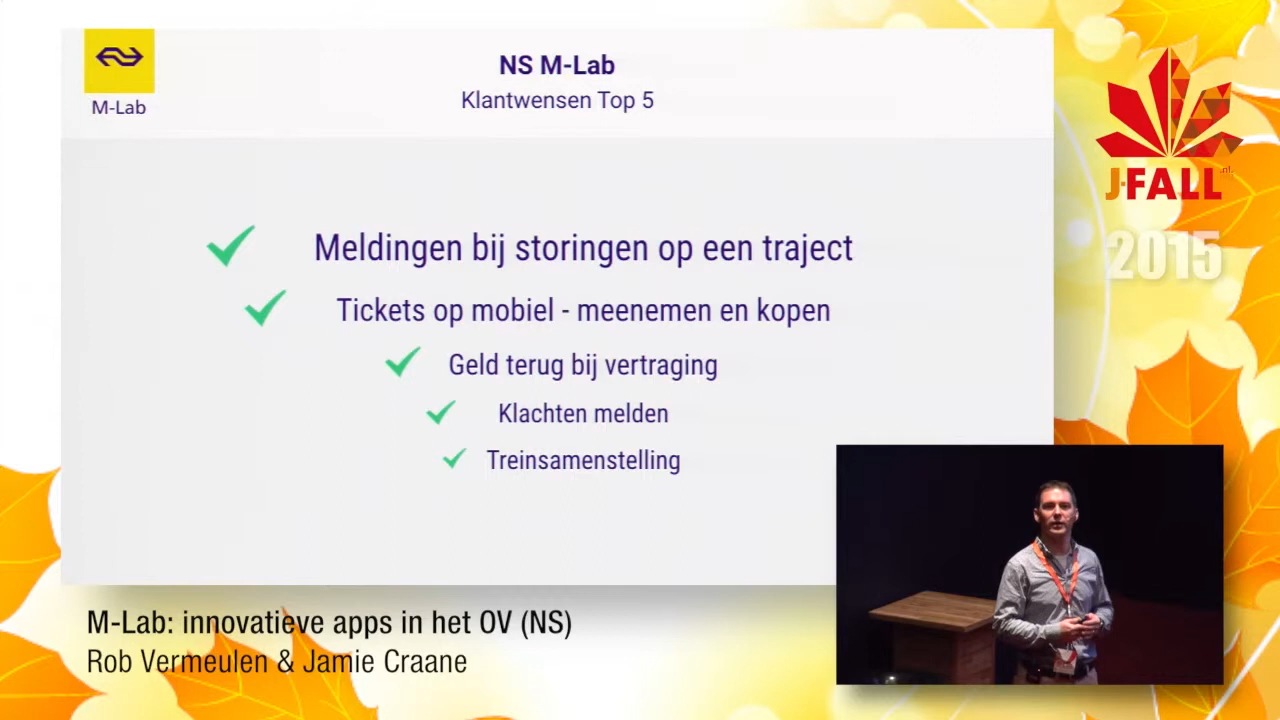 M-Lab
NS M-Lab
Klantwensen Top 5
Meldingen bij storingen op een traject
Tickets op mobiel - meenemen en kopen
Geld terug bij vertraging
Klachten melden
Treinsamenstelling
J-FALL.nl
2015
M-Lab: innovatieve apps in het OV (NS)
Rob Vermeulen & Jamie Craane